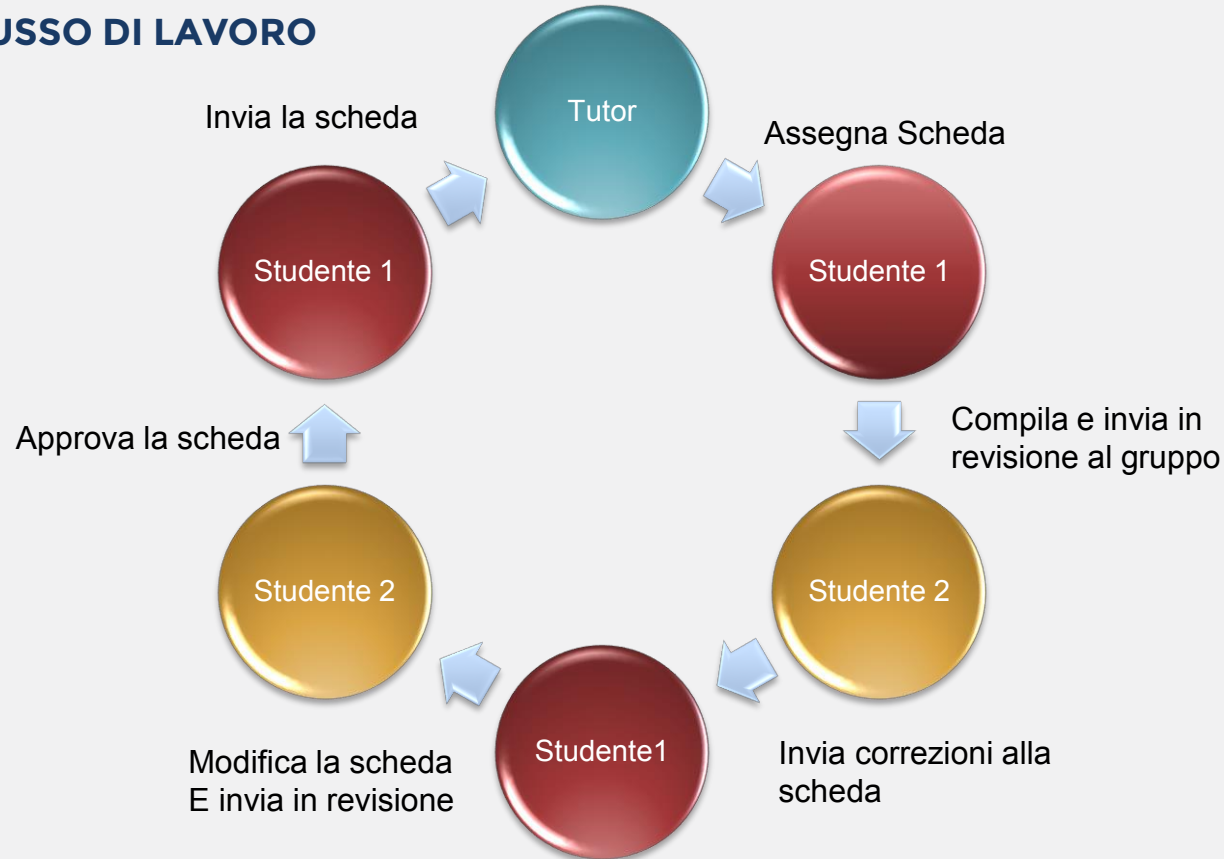 USSO DI LAVORO
Tutor
Invia la scheda
Assegna Scheda
Studente 1
Studente 1
Approva la scheda
Compila e invia in
revisione al gruppo
Studente 2
Studente 2
Studente1
Modifica la scheda
E invia in revisione
Invia correzioni alla
scheda